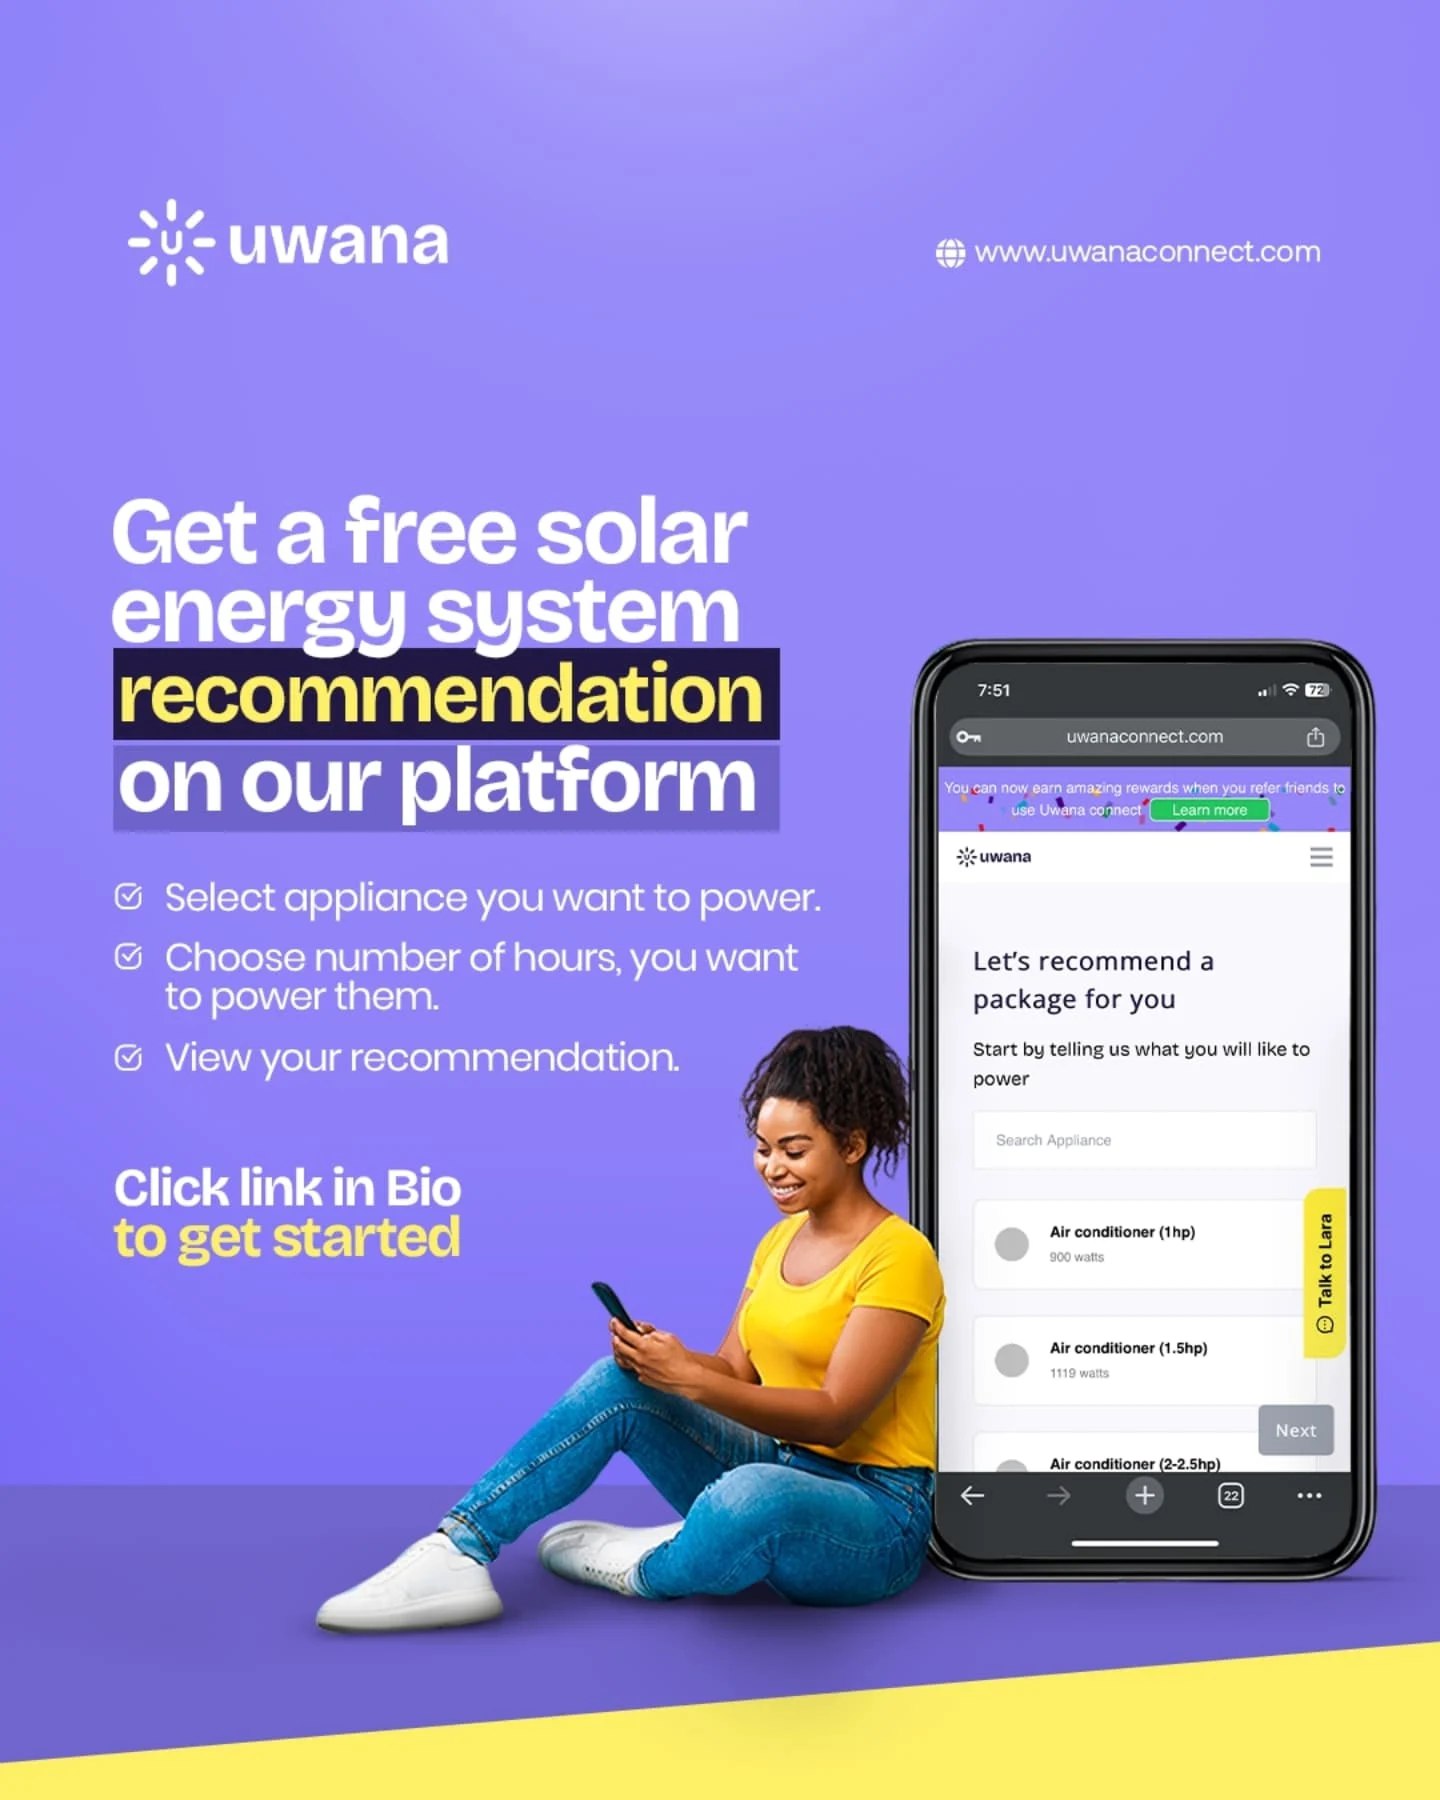 uwana
www.uwanaconnect.com
Get a free solar
energy system
recommendation
on our platform
Select appliance you want to power.
Choose number of hours, you want
to power them.
View your recommendation.
Click link in Bio
to get started
7:51
72
uwanaconnect.com
You can now earn amazing rewards when you refer friends to
use Uwana connect Learn more
uwana
Let's recommend a
package for you
Start by telling us what you will like to
power
Search Appliance
Air conditioner (1hp)
900 watts
Talk to Lara
Air conditioner (1.5hp)
1119 watts
Next
Air conditioner (2-2.5hp)
22